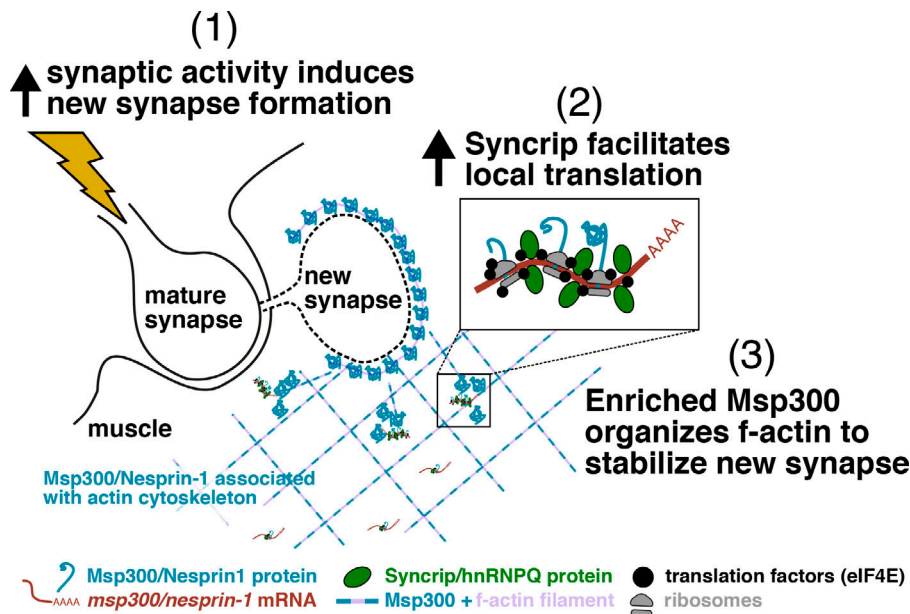 (1)
synaptic activity induces
new synapse formation
(2)
Syncrip facilitates
local translation
AAAA
mature
synapse
new
synapse
(3)
Enriched Msp300
organizes f-actin to
stabilize new synapse
muscle
Msp300/Nesprin-1 associated
with actin cytoskeleton
Msp300/Nesprin1 protein
Syncrip/hnRNPQ protein
translation factors (eIF4E)
AAAA msp300/nesprin-1 mRNA
Msp300 + f-actin filament
ribosomes